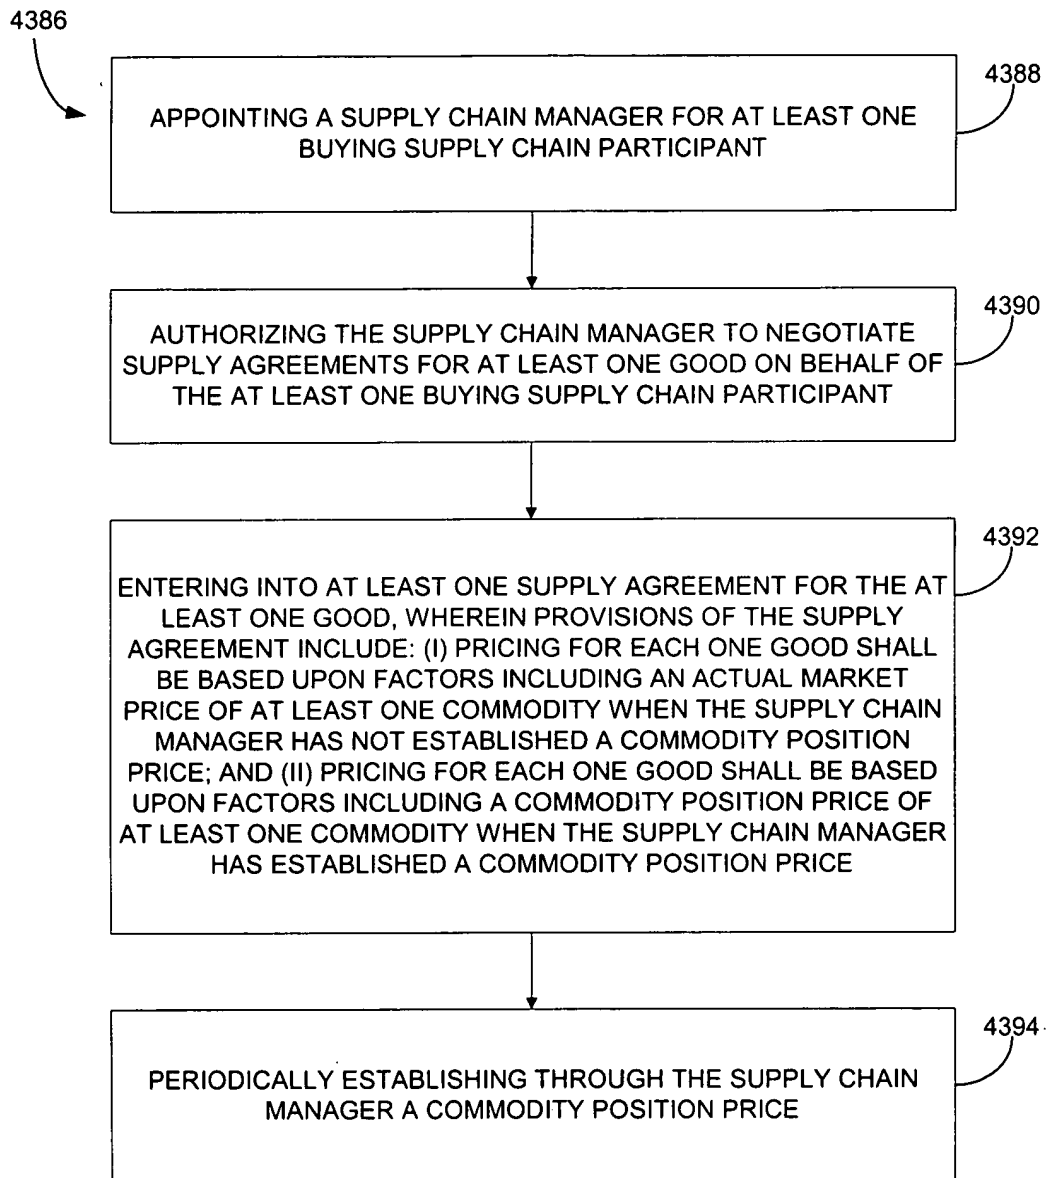 4386
4388
APPOINTING A SUPPLY CHAIN MANAGER FOR AT LEAST ONE
BUYING SUPPLY CHAIN PARTICIPANT
4390
AUTHORIZING THE SUPPLY CHAIN MANAGER TO NEGOTIATE
SUPPLY AGREEMENTS FOR AT LEAST ONE GOOD ON BEHALF OF
THE AT LEAST ONE BUYING SUPPLY CHAIN PARTICIPANT
4392
ENTERING INTO AT LEAST ONE SUPPLY AGREEMENT FOR THE AT
LEAST ONE GOOD, WHEREIN PROVISIONS OF THE SUPPLY
AGREEMENT INCLUDE: (I) PRICING FOR EACH ONE GOOD SHALL
BE BASED UPON FACTORS INCLUDING AN ACTUAL MARKET
PRICE OF AT LEAST ONE COMMODITY WHEN THE SUPPLY CHAIN
MANAGER HAS NOT ESTABLISHED A COMMODITY POSITION
PRICE; AND (II) PRICING FOR EACH ONE GOOD SHALL BE BASED
UPON FACTORS INCLUDING A COMMODITY POSITION PRICE OF
AT LEAST ONE COMMODITY WHEN THE SUPPLY CHAIN MANAGER
HAS ESTABLISHED A COMMODITY POSITION PRICE
4394
PERIODICALLY ESTABLISHING THROUGH THE SUPPLY CHAIN
MANAGER A COMMODITY POSITION PRICE